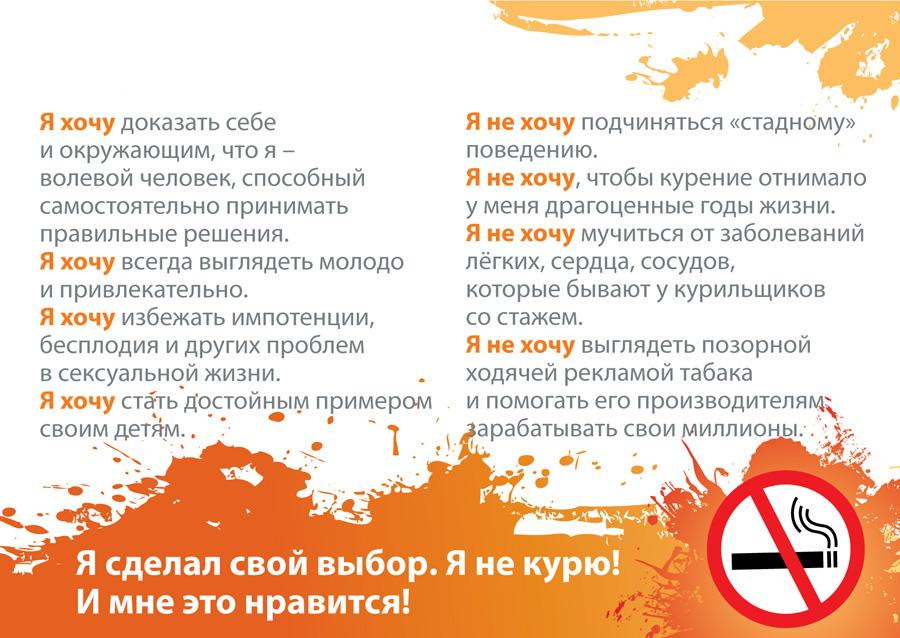 Я хочу доказать себе
и окружающим, что я –
волевой человек, способный
самостоятельно принимать
правильные решения.
Я хочу всегда выглядеть молодо
и привлекательно.
Я хочу избежать импотенции,
бесплодия и других проблем
в сексуальной жизни.
Я хочу стать достойным примером
своим детям.
Я не хочу подчиняться «стадному»
поведению.
Я не хочу, чтобы курение отнимало
у меня драгоценные годы жизни.
Я не хочу мучиться от заболеваний
лёгких, сердца, сосудов,
которые бывают у курильщиков
со стажем.
Я не хочу выглядеть позорной
ходячей рекламой табака
и помогать его производителям
зарабатывать свои миллионы.
Я сделал свой выбор. Я не курю!
И мне это нравится!